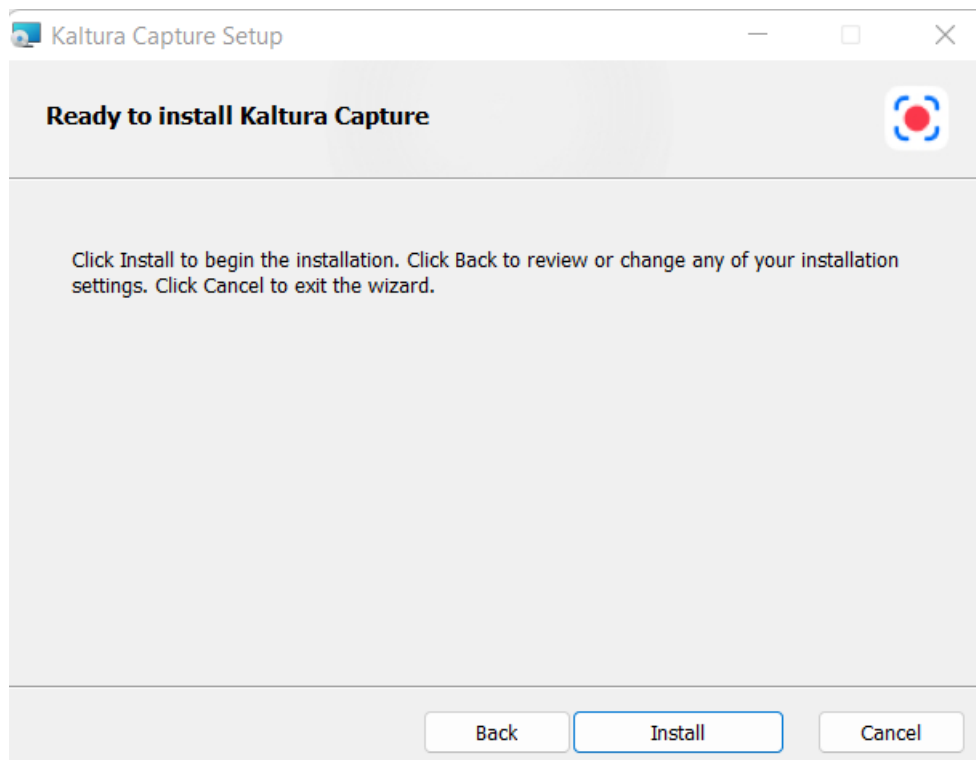 Kaltura Capture Setup
Ready to install Kaltura Capture
Click Install to begin the installation. Click Back to review or change any of your installation
settings. Click Cancel to exit the wizard.
Back
Install
Cancel